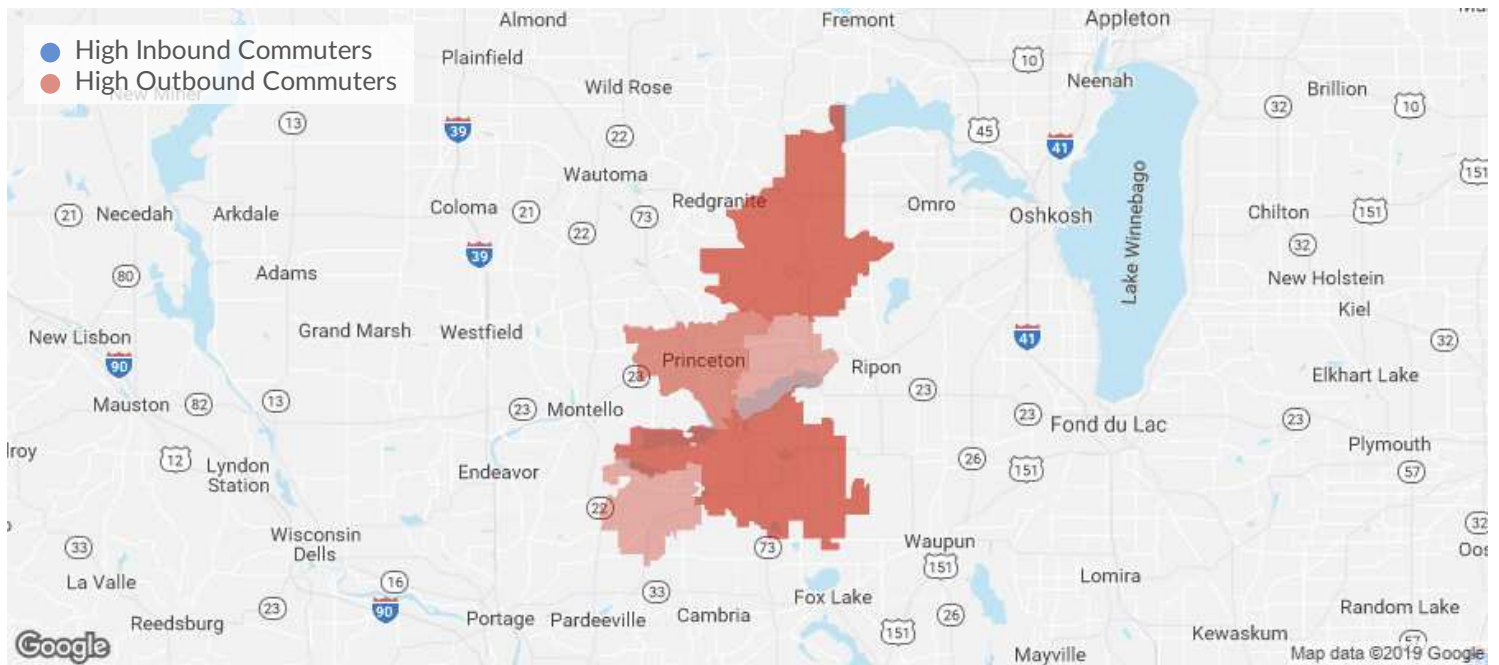 High Inbound Commuters
High Outbound Commuters
Almond
Fremont
Appleton
Plainfield
10
Neenah
Wild Rose
Brillion
New Miner
13
39
22
45
41
32
10
Wautoma
151
21
Necedah
Arkdale
Coloma
21
73
Redgranite
Omro
Oshkosh
Lake Winnebago
Chilton
151
22
32
39
80
Adams
New Holstein
Kiel
New Lisbon
Grand Marsh
Westfield
41
32
90
Princeton
Ripon
23
Elkhart Lake
Mauston
82
13
23
Montello
23
23
23
Fond du Lac
Plymouth
12
Lyndon
Station
Endeavor
26
151
57
22
Wisconsin
Dells
32
33
73
Waupun
151
La Valle
16
Lomira
33
Fox Lake
23
90
Portage
Pardeeville
Cambria
26
Random Lake
Reedsburg
151
Kewaskum
57
Google
Mayville
Map data ©2019 Google